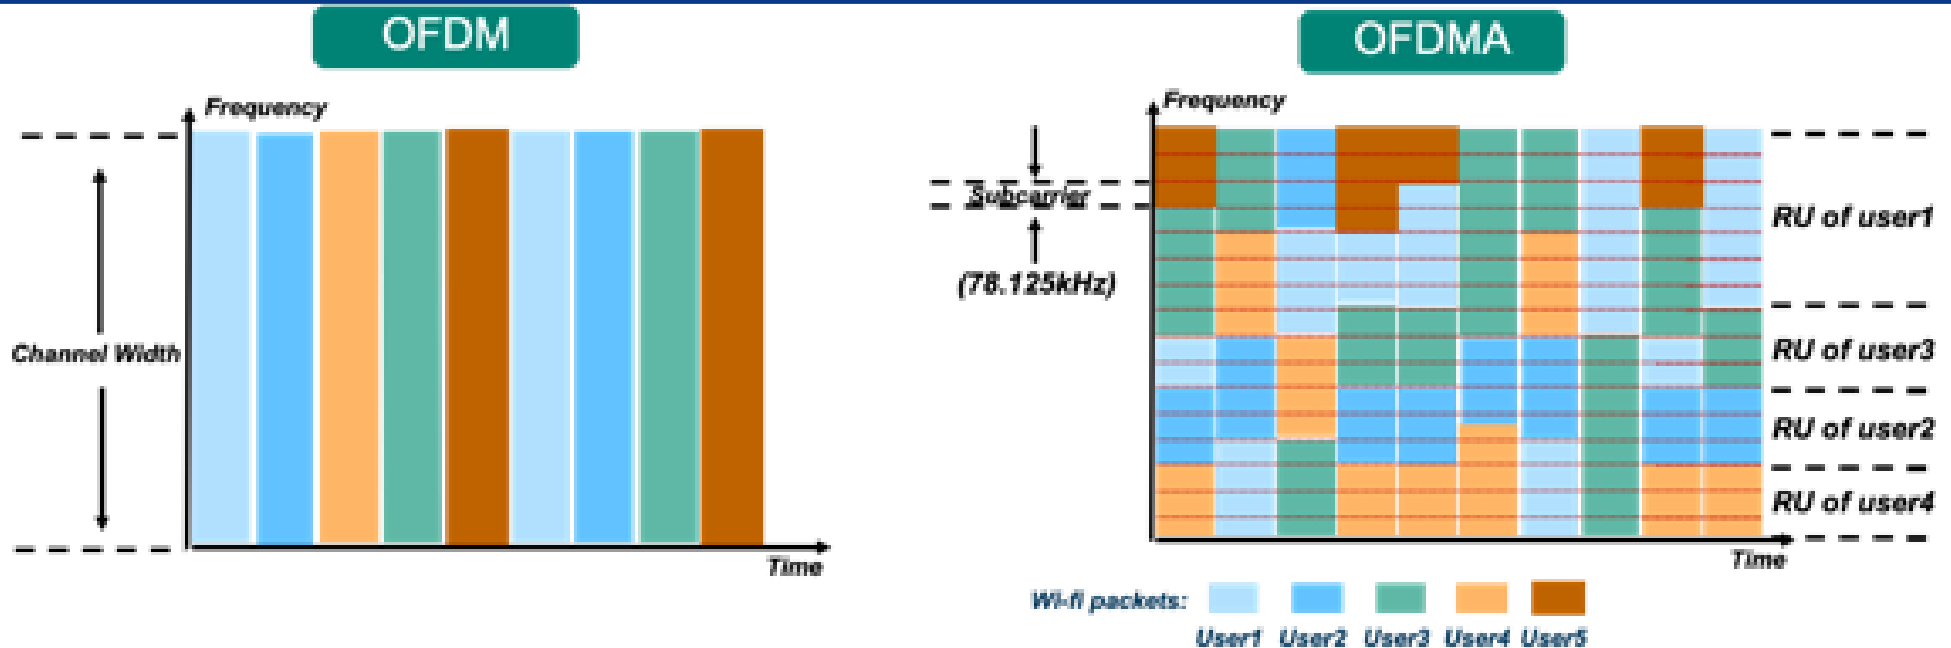 OFDM
Frequency
Channel Width
Time
OFDMA
Frequency
Subcarrier
(78.125kHz)
RU of user1
RU of user3
RU of user2
RU of user4
Time
Wi-fi packets:
User1 User2 User3 User4 User5